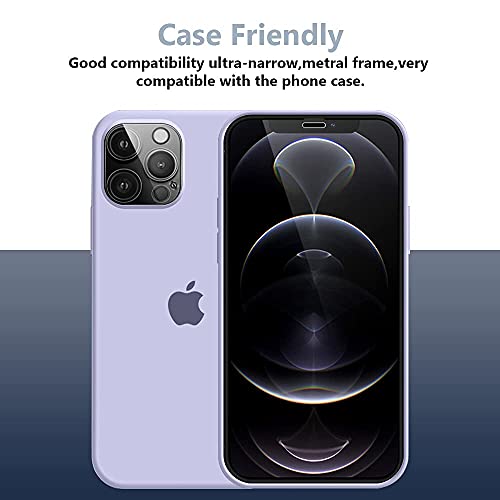 Case Friendly
Good compatibility ultra-narrow,metral frame,very
compatible with the phone case.